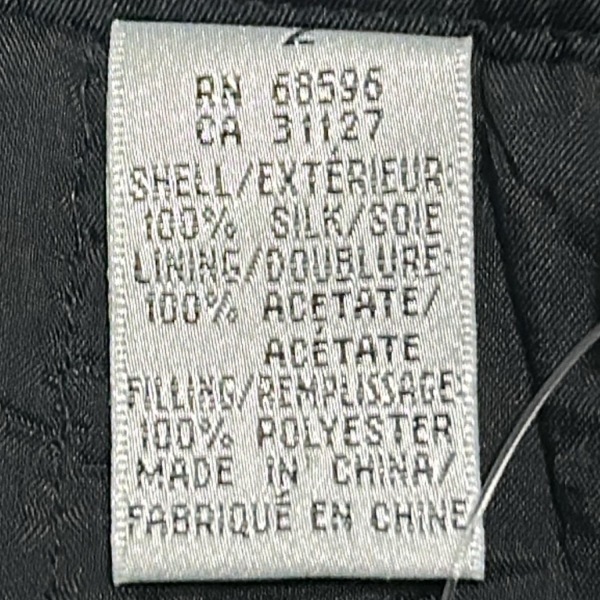 RN 68596
CA 31127
SHELL/EXTÉRIEUR:
100% SILK/SOIE
LINING/DOUBLURE:
100% ACETATE/
ACÉTATE
FILLING/REMPLISSAGE:
100% POLYESTER
MADE IN CHINA/
FABRIQUÉ EN CHINE